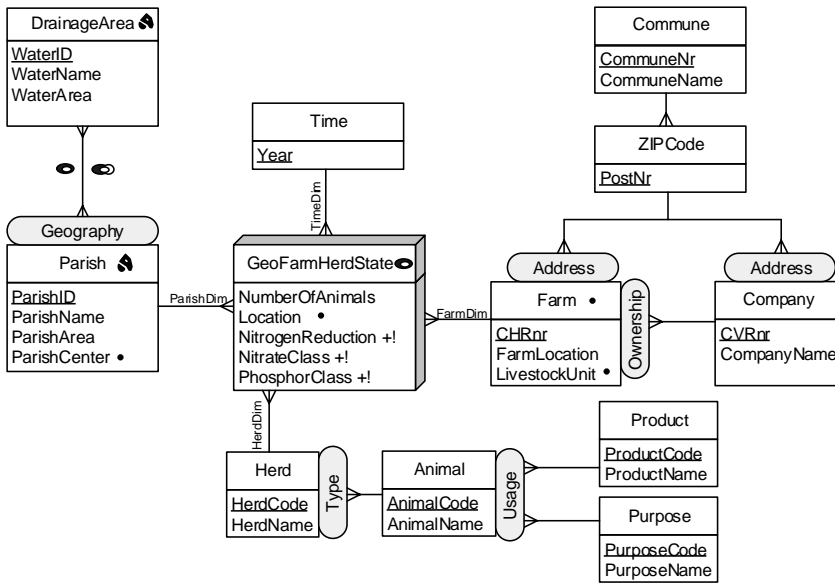 DrainageArea
WaterID
WaterName
WaterArea
Geography
Parish
ParishID
ParishName
ParishArea
ParishCenter
ParishDim
Time
Year
TimeDim
GeoFarmHerdState
NumberOfAnimals
Location
NitrogenReduction +!
NitrateClass +!
PhosphorClass +!
HerdDim
FarmDim
Commune
CommuneNr
CommuneName
ZIPCode
PostNr
Address
Farm
CHRnr
FarmLocation
LivestockUnit
Ownership
Address
Company
CVRnr
CompanyName
Herd
HerdCode
HerdName
Type
Animal
AnimalCode
AnimalName
Usage
Product
ProductCode
ProductName
Purpose
PurposeCode
PurposeName